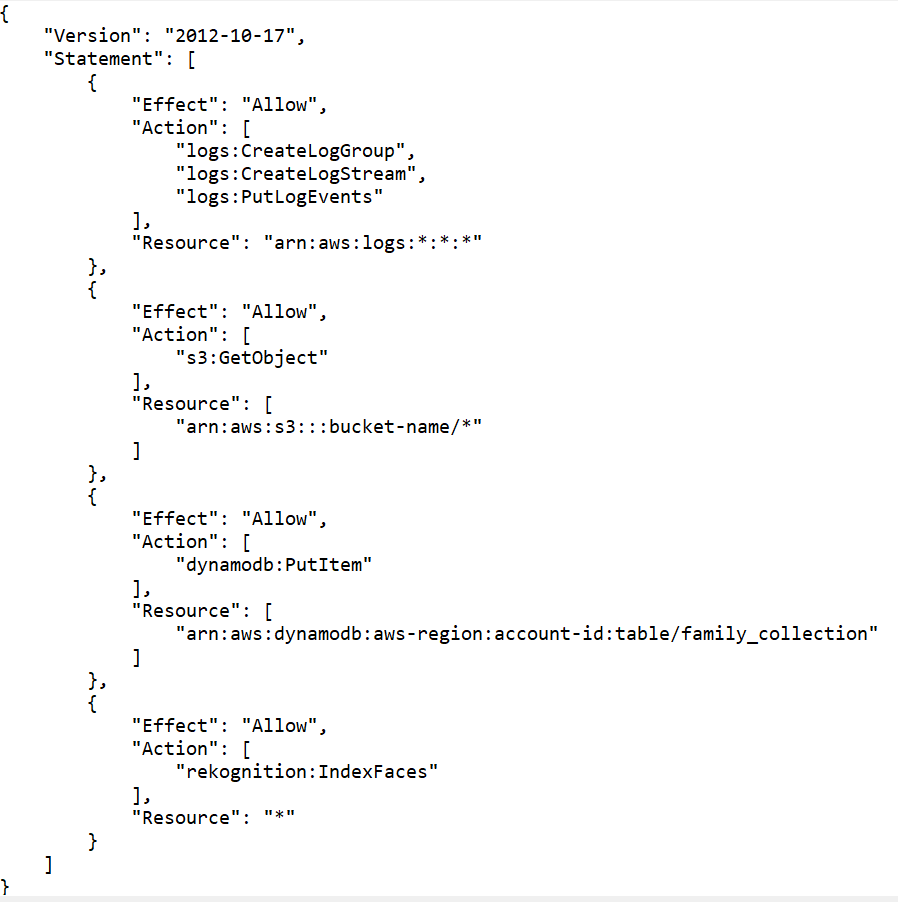 {
    "Version": "2012-10-17",
    "Statement": [
        {
            "Effect": "Allow",
            "Action": [
                "logs:CreateLogGroup",
                "logs:CreateLogStream",
                "logs:PutLogEvents"
            ],
            "Resource": "arn:aws:logs:*:*:*"
        },
        {
            "Effect": "Allow",
            "Action": [
                "s3:GetObject"
            ],
            "Resource": [
                "arn:aws:s3:::bucket-name/*"
            ]
        },
        {
            "Effect": "Allow",
            "Action": [
                "dynamodb:PutItem"
            ],
            "Resource": [
                "arn:aws:dynamodb:aws-region:account-id:table/family_collection"
            ]
        },
        {
            "Effect": "Allow",
            "Action": [
                "rekognition:IndexFaces"
            ],
            "Resource": "*"
        }
    ]
}